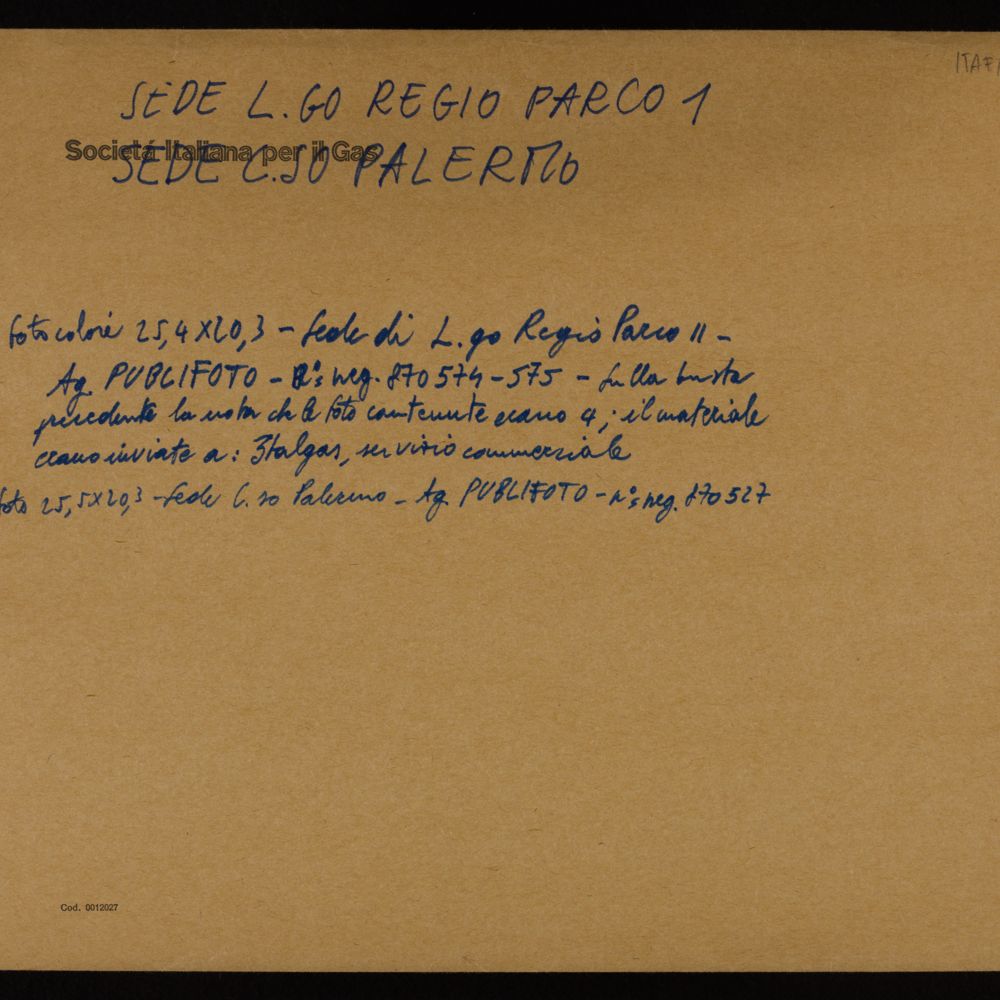 ITAF
SEDE L.GO REGIO PARCO 1
Società Italiana per il Gas
SEDE C.SO PALERMO
foto colore 25,4X20,3 - Sede di L.go Regio Parco 11 -
Ag. PUBLIFOTO - N°s neg. 870574-575 - sulla busta
precedente la nota che le foto contenute erano 4; il materiale
erano inviate a: Italgas, servizio commerciale
foto 25,5X20,3 - Sede C.so Palermo - Ag. PUBLIFOTO - N°s neg. 870527
Cod. 0012027